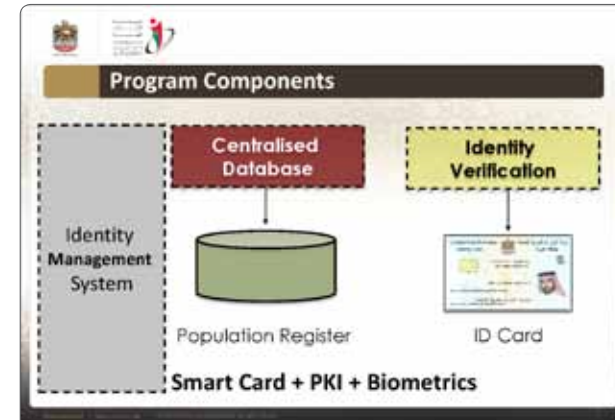 Program Components
Centralised
Database
Identity
Verification
Identity
Management
System
Population Register
ID Card
Smart Card + PKI + Biometrics